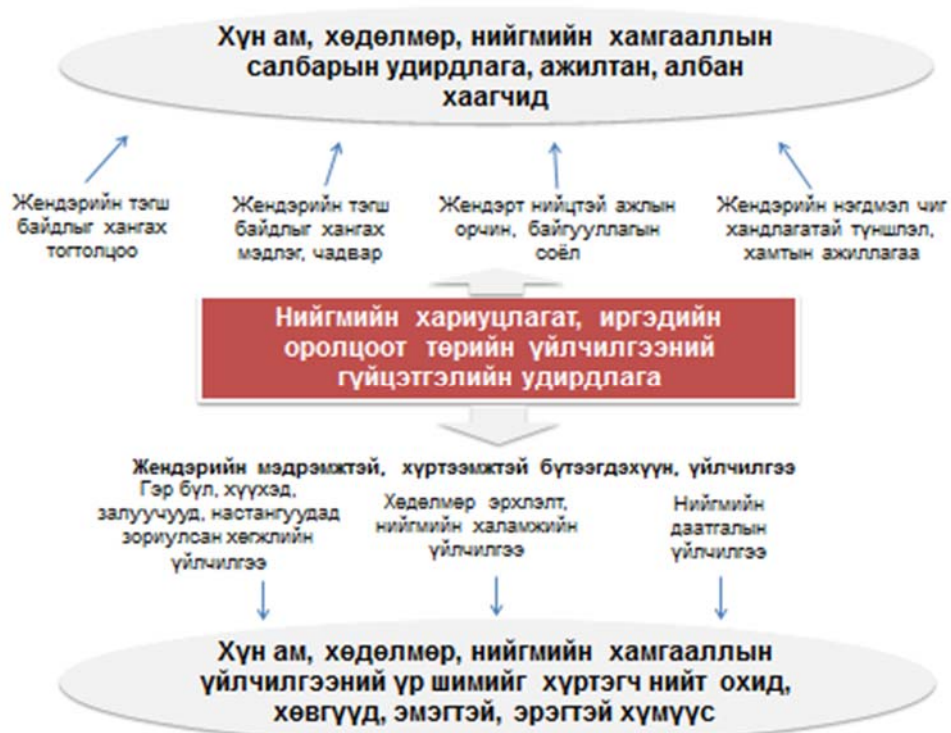 Хүн ам, хөдөлмөр, нийгмийн хамгааллын
салбарын удирдлага, ажилтан, албан
хаагчид
Жендэрийн тэгш
байдлыг хангах
тогтолцоо
Жендэрийн тэгш
байдлыг хангах
мэдлэг, чадвар
Жендэрт нийцтэй ажлын
орчин, байгууллагын
соёл
Жендэрийн нэгдмэл чиг
хандлагатай түншлэл,
хамтын ажиллагаа
Нийгмийн хариуцлагат, иргэдийн
оролцоот төрийн үйлчилгээний
гүйцэтгэлийн удирдлага
Жендэрийн мэдрэмжтэй, хүртээмжтэй бүтээгдэхүүн, үйлчилгээ
Гэр бүл, хүүхэд,
залуучууд, настангуудад
зориулсан хөгжлийн
үйлчилгээ
Хөдөлмөр эрхлэлт,
нийгмийн халамжийн
үйлчилгээ
Нийгмийн
даатгалын
үйлчилгээ
Хүн ам, хөдөлмөр, нийгмийн хамгааллын
үйлчилгээний үр шимийг хүртэгч нийт охид,
хөвгүүд, эмэгтэй, эрэгтэй хүмүүс